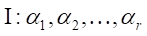 I: α₁, α₂, …, αᵣ